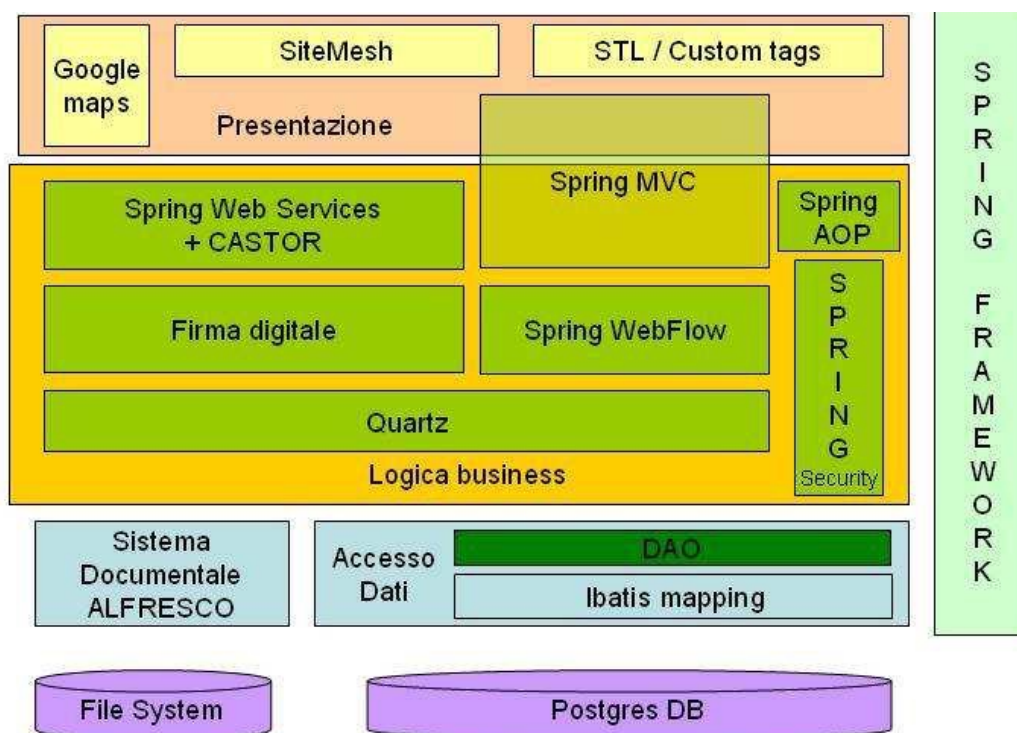 Google
maps
SiteMesh
STL / Custom tags
Presentazione
Spring MVC
Spring Web Services
+ CASTOR
Spring
AOP
Firma digitale
Spring WebFlow
S
P
R
I
N
G
Security
Quartz
Logica business
Sistema
Documentale
ALFRESCO
Accesso
Dati
DAO
Ibatis mapping
File System
Postgres DB
S
P
R
I
N
G
F
R
A
M
E
W
O
R
K